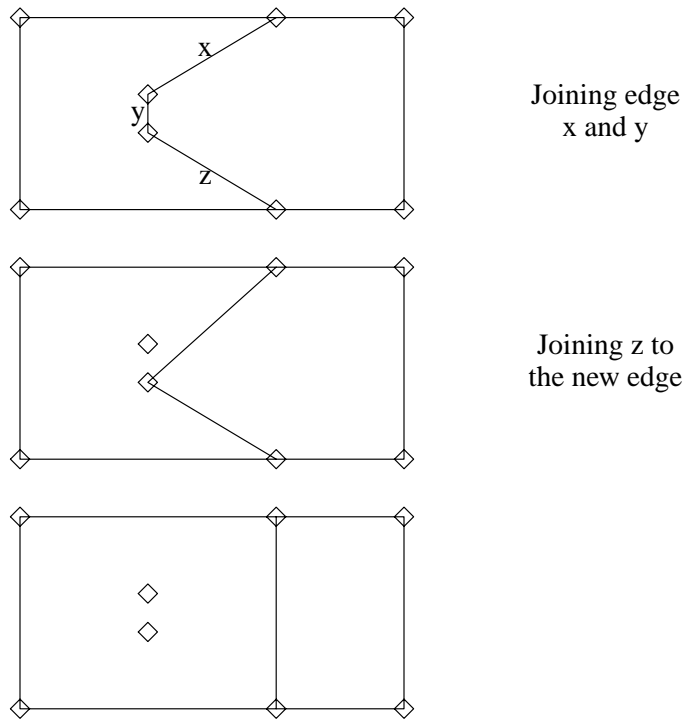 x
y
z
Joining edge
x and y
Joining z to
the new edge